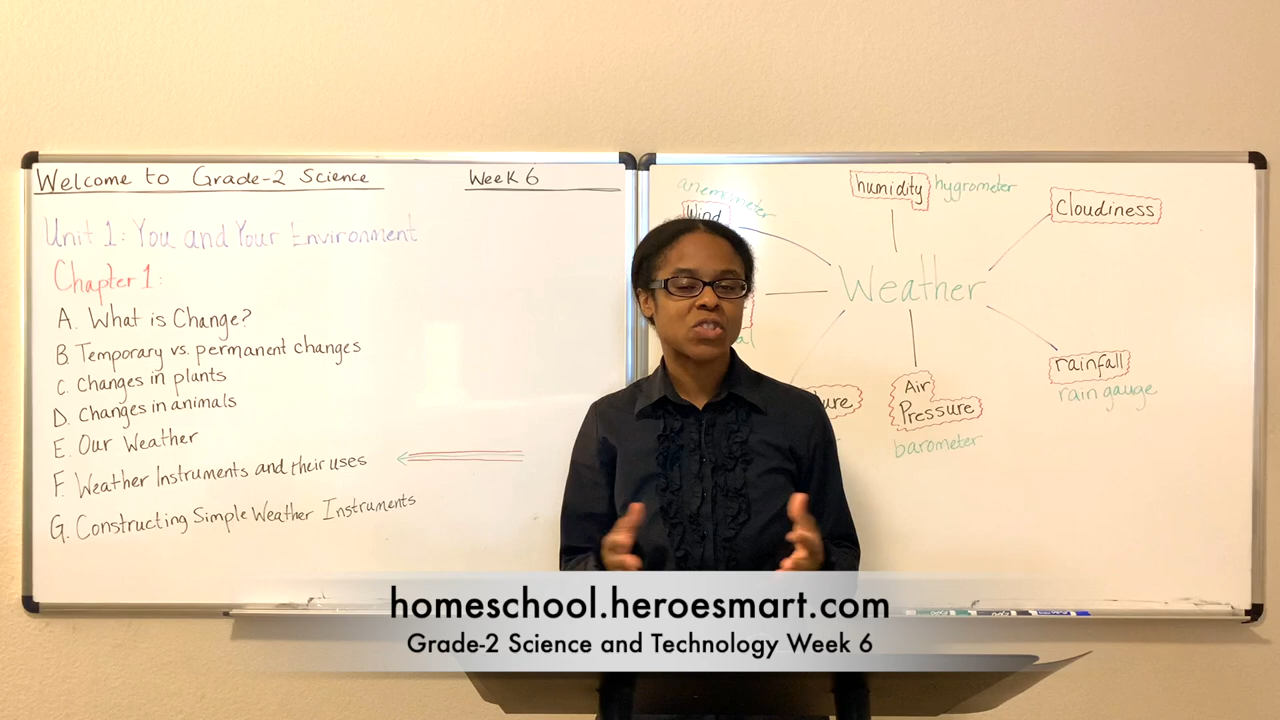 Welcome to Grade-2 Science
Week 6
Unit 1: You and Your Environment
Chapter 1:
A. What is Change?
B. Temporary vs. permanent changes
C. Changes in plants
D. Changes in animals
E. Our Weather
F. Weather Instruments and their uses
G. Constructing Simple Weather Instruments
anemometer
Wind
humidity hygrometer
Cloudiness
Weather
rainfall
rain gauge
Air
Pressure
barometer
homeschool.heroesmart.com
Grade-2 Science and Technology Week 6